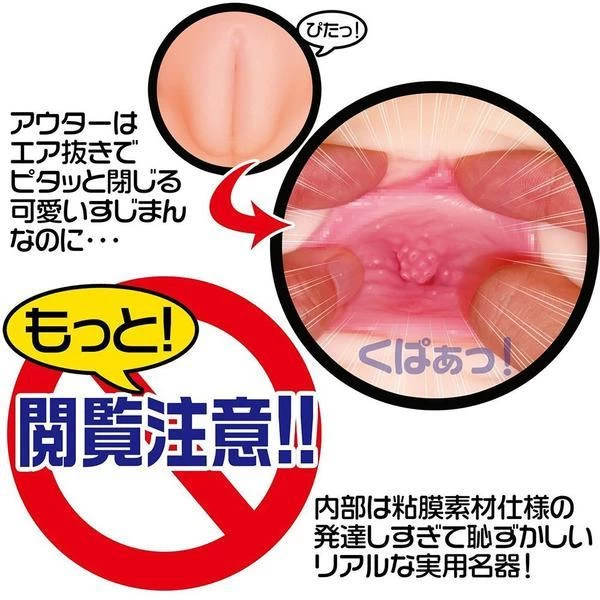 ぴたっ!
アウターは
エア抜きで
ピタッと閉じる
可愛いすじまん
なのに・・・
くぱぁっ!
もっと!
閲覧注意!!
内部は粘膜素材仕様の
発達しすぎて恥ずかしい
リアルな実用名器!